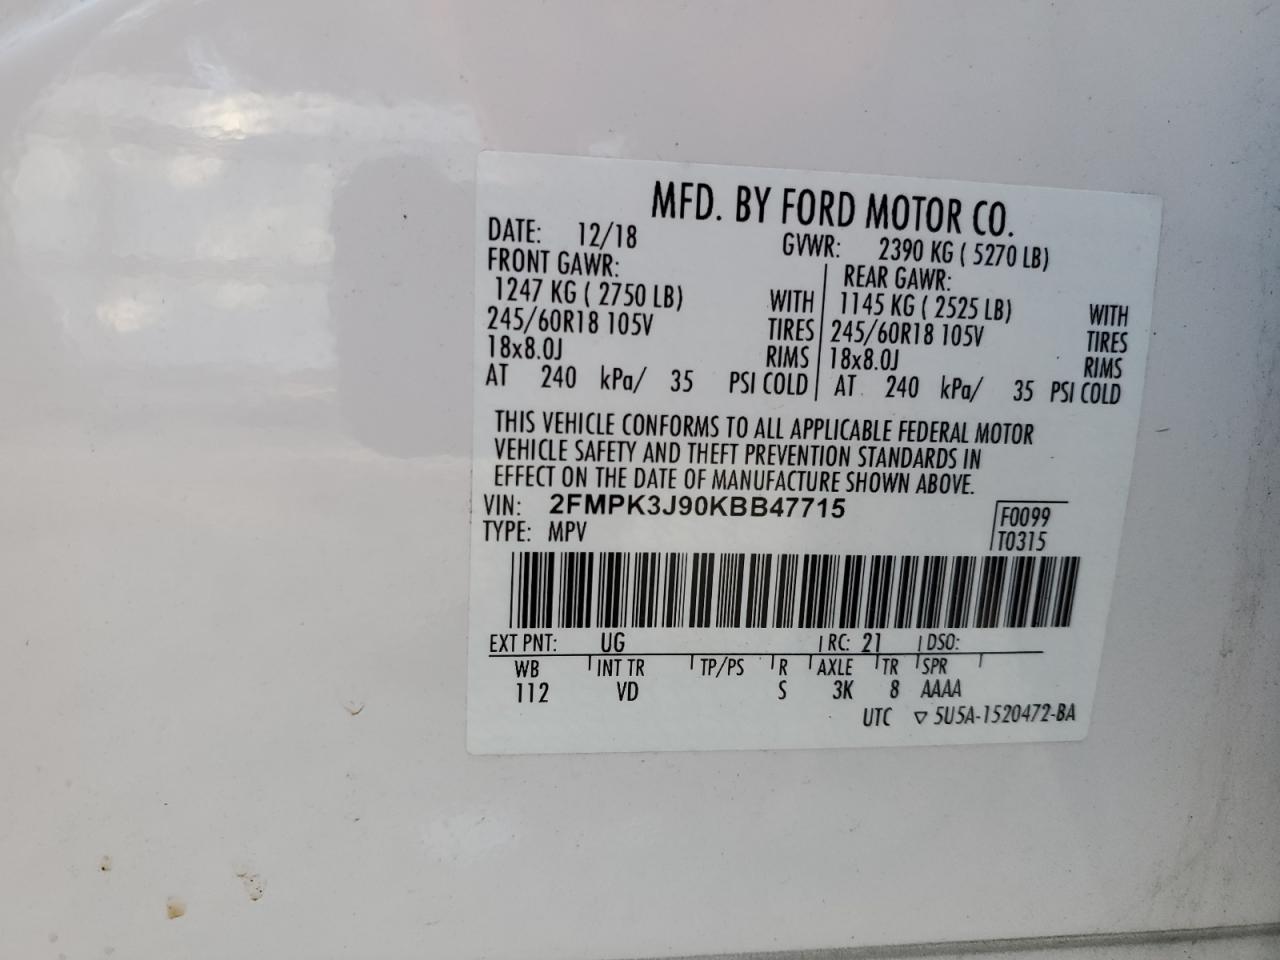 MFD. BY FORD MOTOR CO.
DATE: 12/18 GVWR: 2390 KG ( 5270 LB)
FRONT GAWR: REAR GAWR:
1247 KG ( 2750 LB) WITH 1145 KG ( 2525 LB) WITH
245/60R18 105V TIRES 245/60R18 105V TIRES
18x8.0J RIMS 18x8.0J RIMS
AT 240 kPa/ 35 PSI COLD AT 240 kPa/ 35 PSI COLD
THIS VEHICLE CONFORMS TO ALL APPLICABLE FEDERAL MOTOR
VEHICLE SAFETY AND THEFT PREVENTION STANDARDS IN
EFFECT ON THE DATE OF MANUFACTURE SHOWN ABOVE.
VIN: 2FMPK3J90KBB47715 F0099
TYPE: MPV T0315
EXT PNT: UG RC: 21 DSO:
WB INT TR TP/PS R AXLE TR SPR
112 VD S 3K 8 AAAA
UTC ▽ 5U5A-1520472-BA